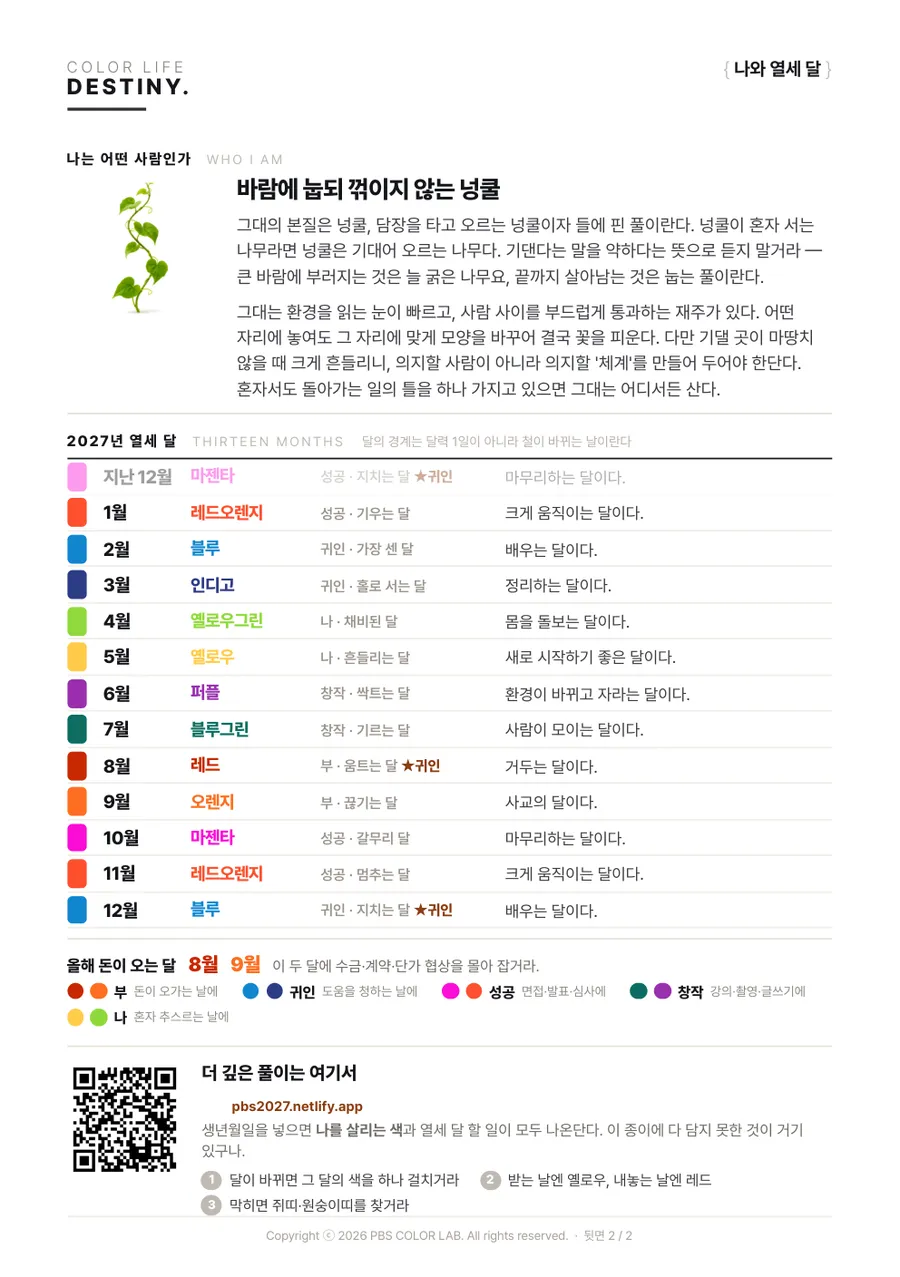 COLOR LIFE
DESTINY.
{ 나와 열세 달 }
나는 어떤 사람인가 WHO I AM
바람에 눕되 꺾이지 않는 넝쿨
그대의 본질은 넝쿨, 담장을 타고 오르는 넝쿨이자 들에 핀 풀이란다. 넝쿨이 혼자 서는
나무라면 넝쿨은 기대어 오르는 나무다. 기댄다는 말을 약하다는 뜻으로 듣지 말거라 —
큰 바람에 부러지는 것은 늘 굵은 나무요, 끝까지 살아남는 것은 눕는 풀이란다.
그대는 환경을 읽는 눈이 빠르고, 사람 사이를 부드럽게 통과하는 재주가 있다. 어떤
자리에 놓여도 그 자리에 맞게 모양을 바꾸어 결국 꽃을 피운다. 다만 기댈 곳이 마땅치
않을 때 크게 흔들리니, 의지할 사람이 아니라 의지할 '체계'를 만들어 두어야 한단다.
혼자서도 돌아가는 일의 틀을 하나 가지고 있으면 그대는 어디서든 산다.
2027년 열세 달 THIRTEEN MONTHS 달의 경계는 달력 1일이 아니라 철이 바뀌는 날이란다
지난 12월 마젠타 성공 · 지치는 달 ★귀인 마무리하는 달이다.
1월 레드오렌지 성공 · 기우는 달 크게 움직이는 달이다.
2월 블루 귀인 · 가장 센 달 배우는 달이다.
3월 인디고 귀인 · 홀로 서는 달 정리하는 달이다.
4월 옐로우그린 나 · 채비된 달 몸을 돌보는 달이다.
5월 옐로우 나 · 흔들리는 달 새로 시작하기 좋은 달이다.
6월 퍼플 창작 · 싹트는 달 환경이 바뀌고 자라는 달이다.
7월 블루그린 창작 · 기르는 달 사람이 모이는 달이다.
8월 레드 부 · 움트는 달 ★귀인 거두는 달이다.
9월 오렌지 부 · 끊기는 달 사교의 달이다.
10월 마젠타 성공 · 갈무리 달 마무리하는 달이다.
11월 레드오렌지 성공 · 멈추는 달 크게 움직이는 달이다.
12월 블루 귀인 · 지치는 달 ★귀인 배우는 달이다.
올해 돈이 오는 달 8월 9월 이 두 달에 수금·계약·단가 협상을 몰아 잡거라.
부 돈이 오가는 날에 귀인 도움을 청하는 날에 성공 면접·발표·심사에 창작 강의·촬영·글쓰기에
나 혼자 추스르는 날에
더 깊은 풀이는 여기서
pbs2027.netlify.app
생년월일을 넣으면 나를 살리는 색과 열세 달 할 일이 모두 나온단다. 이 종이에 다 담지 못한 것이 거기
있구나.
1 달이 바뀌면 그 달의 색을 하나 걸치거라 2 받는 날엔 옐로우, 내놓는 날엔 레드
3 막히면 쥐띠·원숭이띠를 찾거라
Copyright ⓒ 2026 PBS COLOR LAB. All rights reserved. · 뒷면 2 / 2